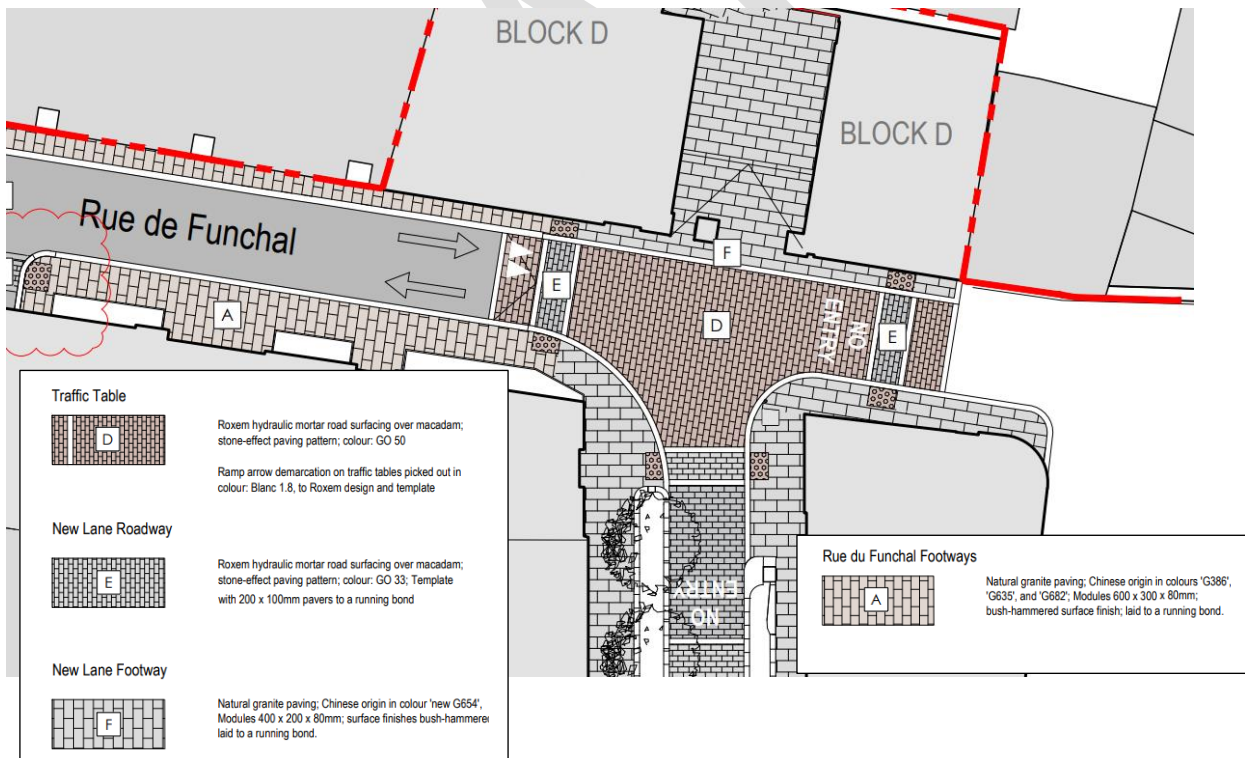 BLOCK D
BLOCK D
Rue de Funchal
F
E
A
D
NO
ENTRY
E
Traffic Table
D
Roxem hydraulic mortar road surfacing over macadam;
stone-effect paving pattern; colour: GO 50
Ramp arrow demarcation on traffic tables picked out in
colour: Blanc 1.8, to Roxem design and template
New Lane Roadway
E
Roxem hydraulic mortar road surfacing over macadam;
stone-effect paving pattern; colour: GO 33; Template
with 200 x 100mm pavers to a running bond
New Lane Footway
F
Natural granite paving; Chinese origin in colour 'new G654',
Modules 400 x 200 x 80mm; surface finishes bush-hammered
laid to a running bond.
NO
ENTRY
Rue du Funchal Footways
A
Natural granite paving; Chinese origin in colours 'G386',
'G635', and 'G682'; Modules 600 x 300 x 80mm;
bush-hammered surface finish; laid to a running bond.